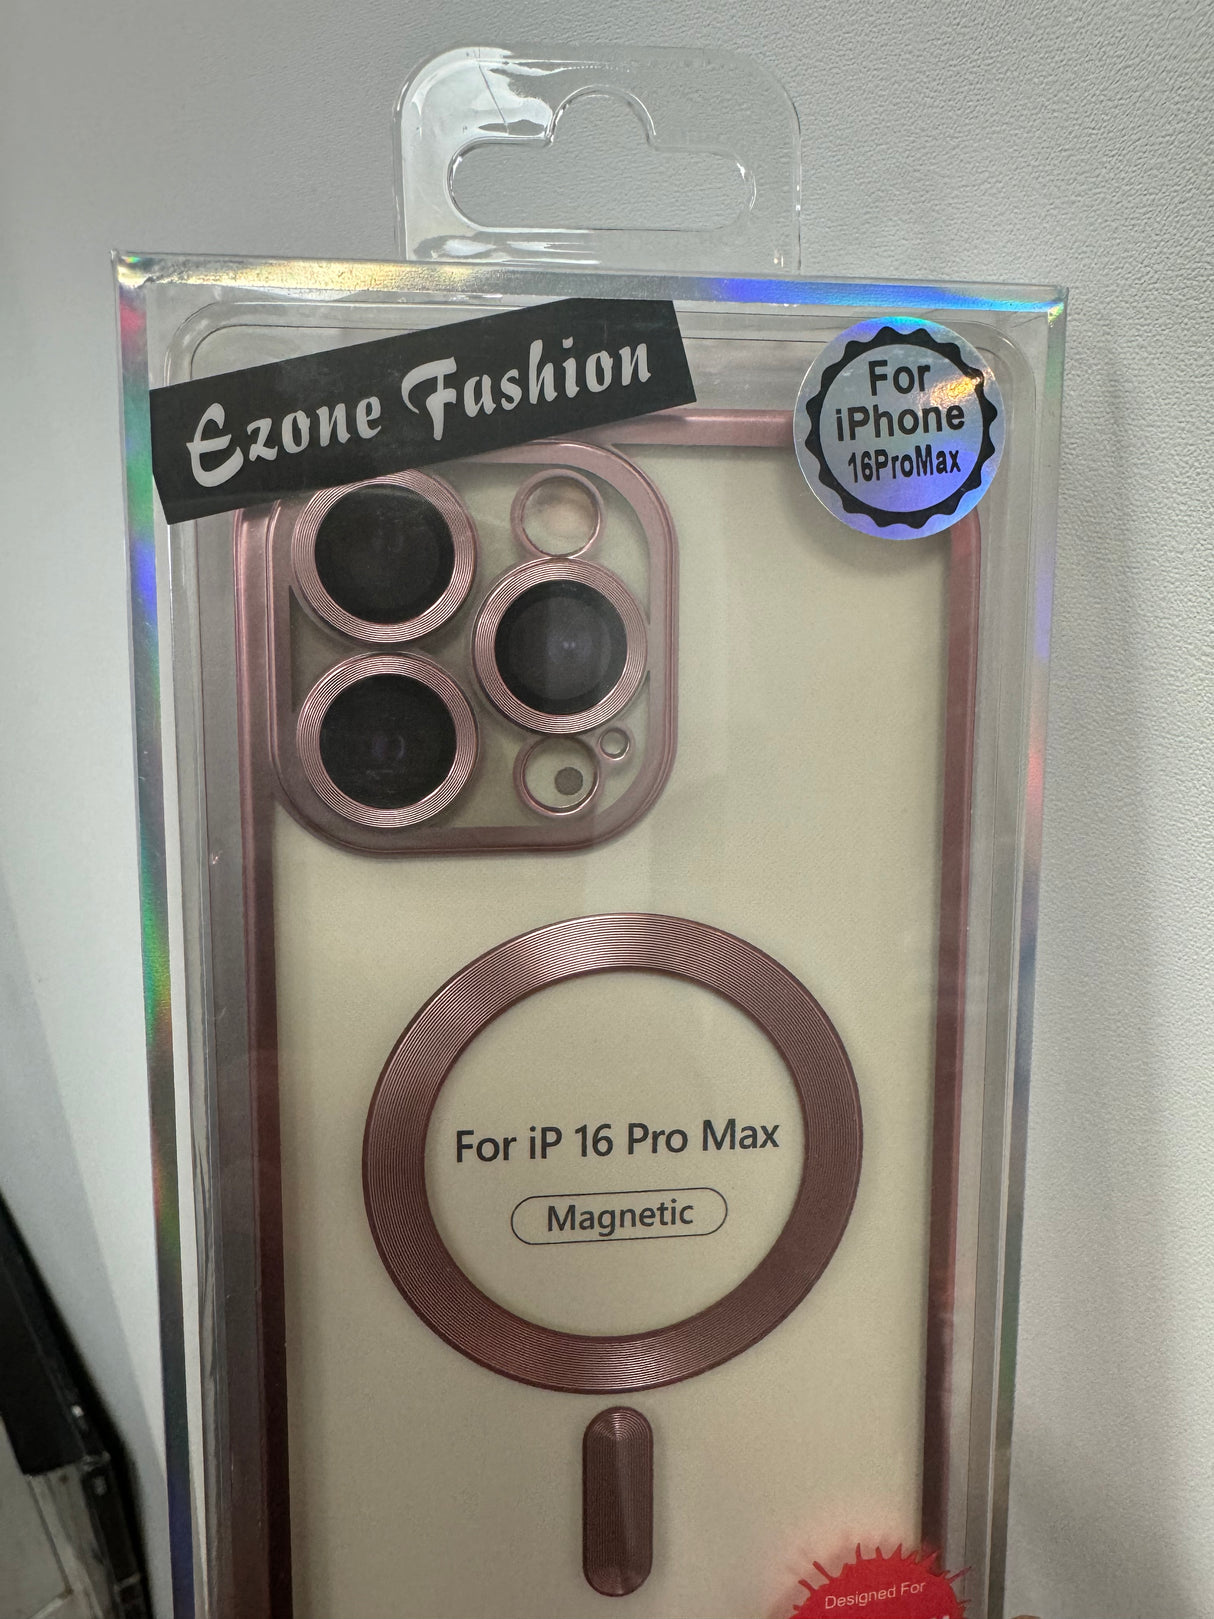 Ezone Fashion
For
iPhone
16ProMax
For iP 16 Pro Max
Magnetic
Designed For